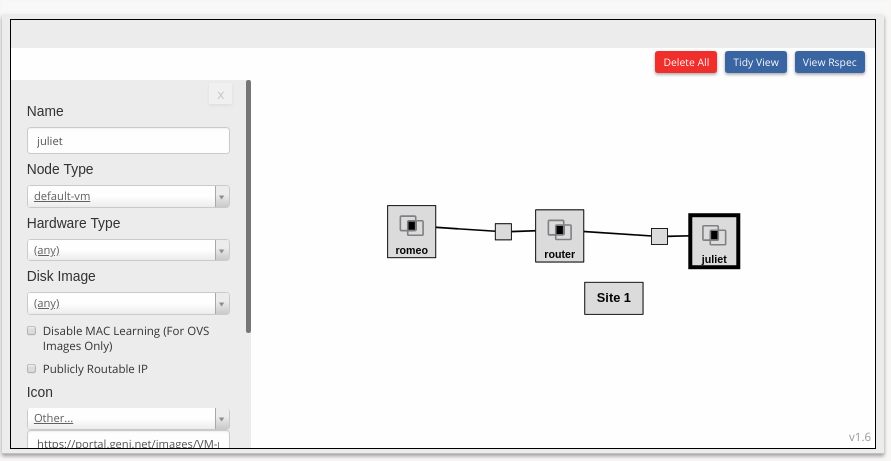 Delete All
Tidy View
View Rspec
x
Name
juliet
Node Type
default-vm
Hardware Type
(any)
Disk Image
(any)
Disable MAC Learning (For OVS
Images Only)
Publicly Routable IP
Icon
Other...
https://portal.geni.net/images/VM-
romeo
router
juliet
Site 1
v1.6